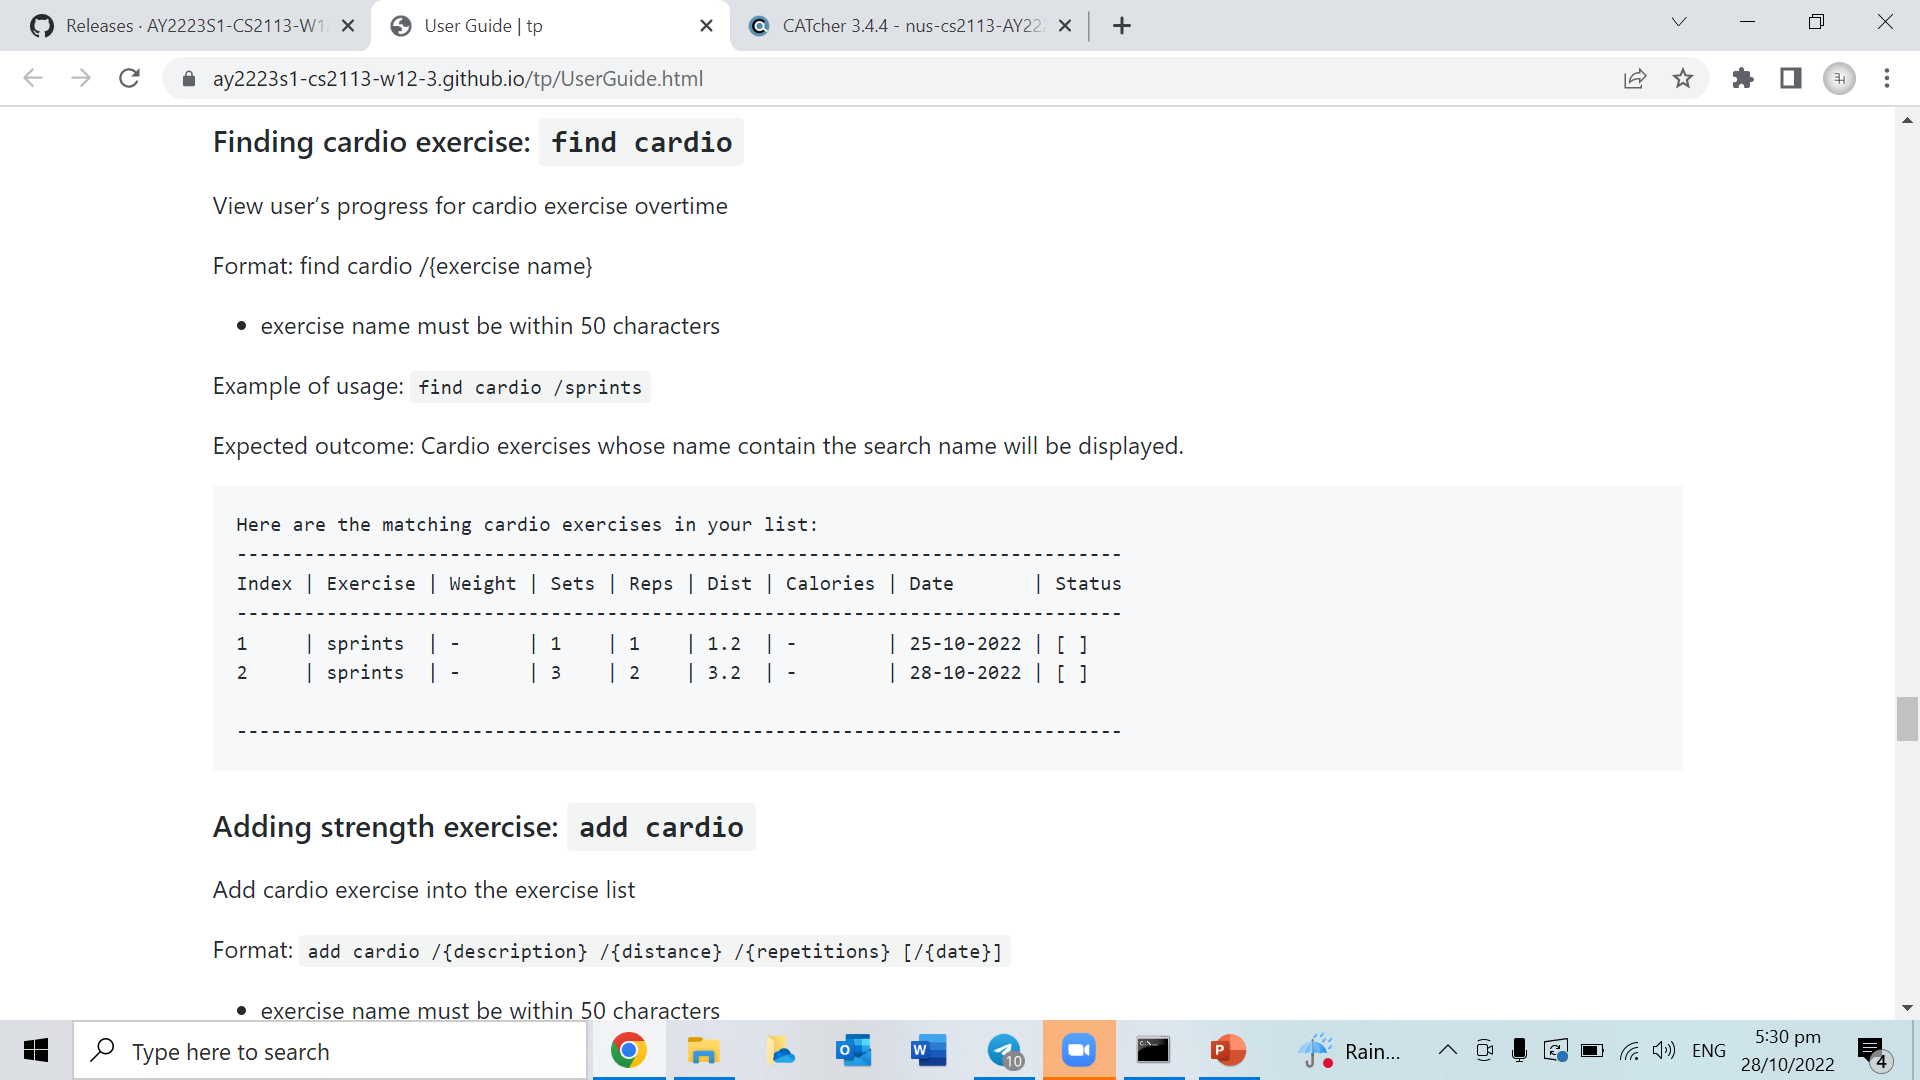 Releases · AY2223S1-CS2113-W1
User Guide | tp
CATcher 3.4.4 - nus-cs2113-AY222
ay2223s1-cs2113-w12-3.github.io/tp/UserGuide.html
Finding cardio exercise: find cardio
View user’s progress for cardio exercise overtime
Format: find cardio /{exercise name}
• exercise name must be within 50 characters
Example of usage: find cardio /sprints
Expected outcome: Cardio exercises whose name contain the search name will be displayed.
Here are the matching cardio exercises in your list:
-------------------------------------------------------------------------------
Index | Exercise | Weight | Sets | Reps | Dist | Calories | Date       | Status
-------------------------------------------------------------------------------
1     | sprints  | -      | 1    | 1    | 1.2  | -        | 25-10-2022 | [ ]
2     | sprints  | -      | 3    | 2    | 3.2  | -        | 28-10-2022 | [ ]
-------------------------------------------------------------------------------
Adding strength exercise: add cardio
Add cardio exercise into the exercise list
Format: add cardio /{description} /{distance} /{repetitions} [/{date}]
• exercise name must be within 50 characters
Type here to search
10
Rain...
ENG
5:30 pm
28/10/2022
4